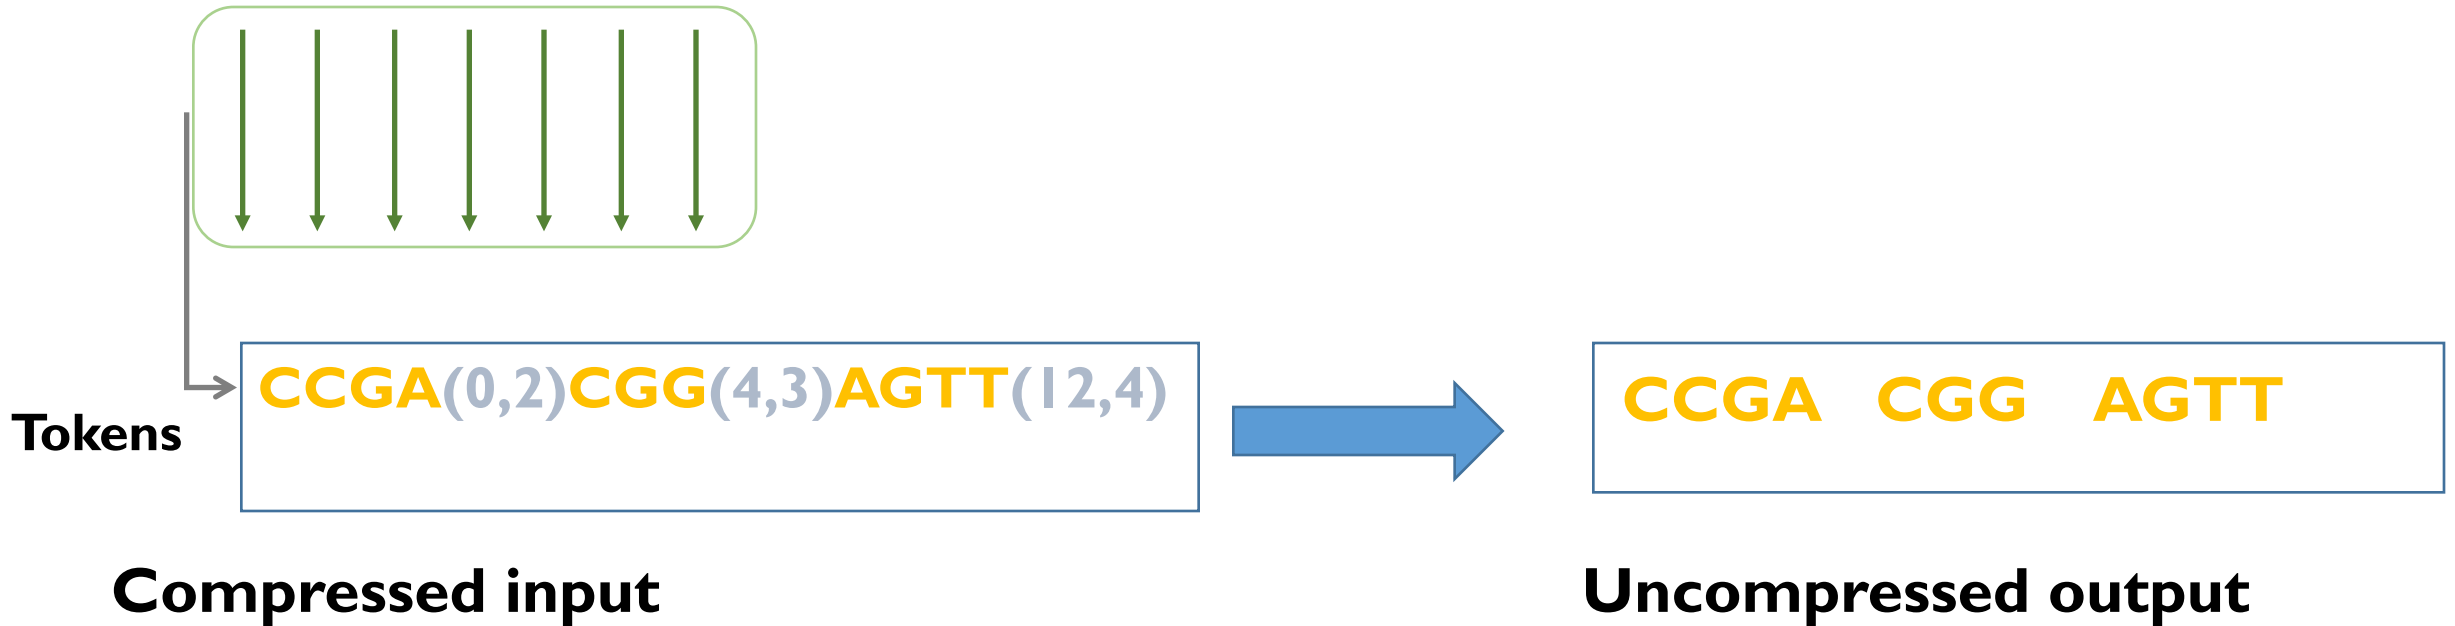 CCGA(0,2)CGG(4,3)AGTT(12,4)
CCGA CGG AGTT
Tokens
Compressed input
Uncompressed output